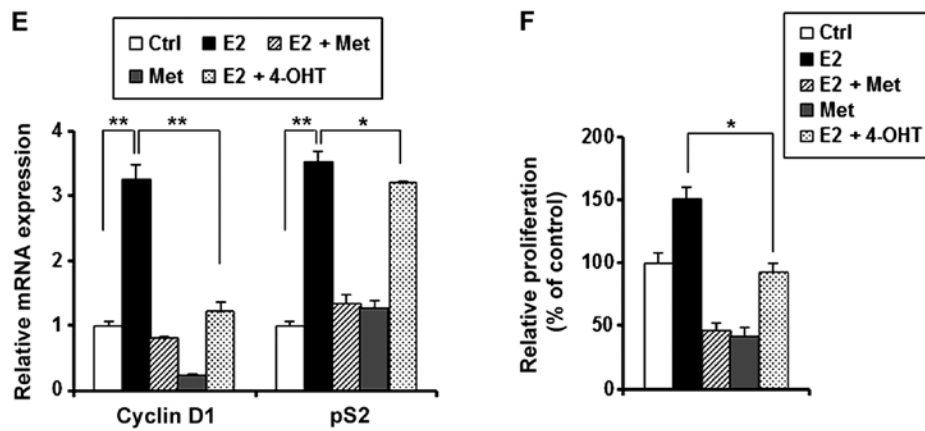 E
Ctrl E2 E2 + Met
Met E2 + 4-OHT
** ** ** *
Relative mRNA expression
4
3
2
1
0
Cyclin D1 pS2
F
Ctrl
E2
E2 + Met
Met
E2 + 4-OHT
*
Relative proliferation
(% of control)
200
150
100
50
0